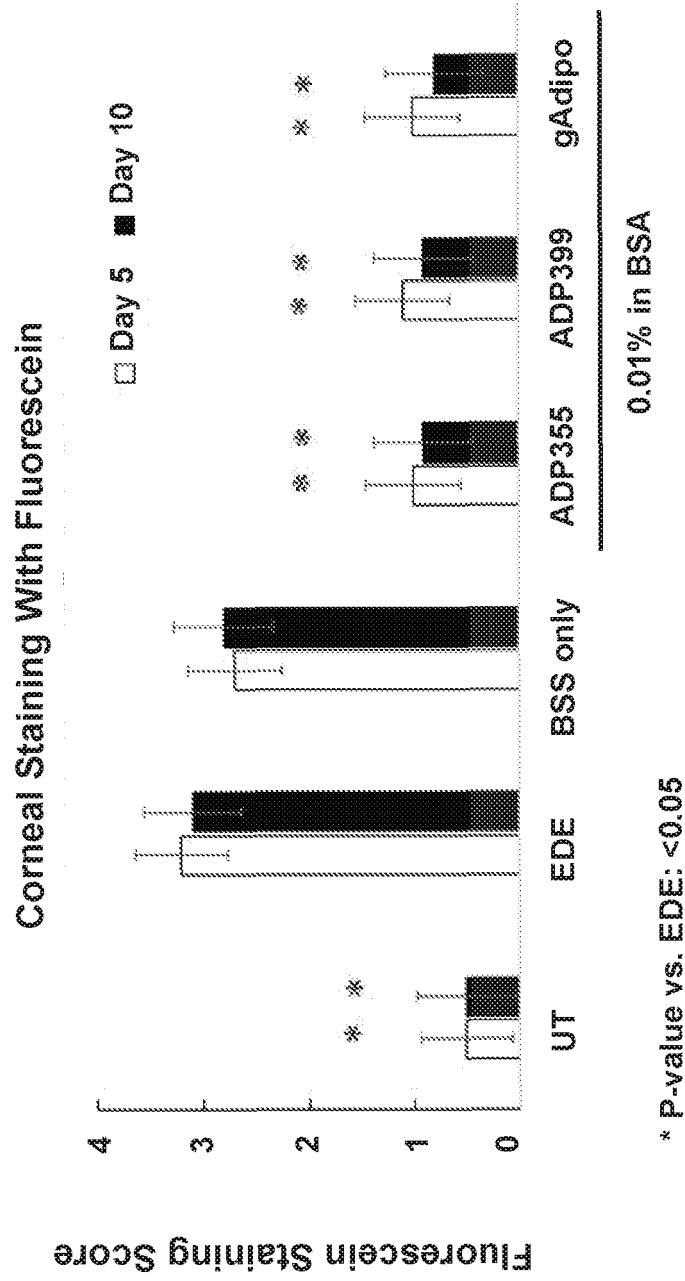 Corneal Staining With Fluorescein
Day 5 Day 10
Fluorescein Staining Score
4
3
2
1
0
* *
* *
* *
* *
UT EDE BSS only ADP355 ADP399 gAdipo
0.01% in BSA
* P-value vs. EDE: <0.05